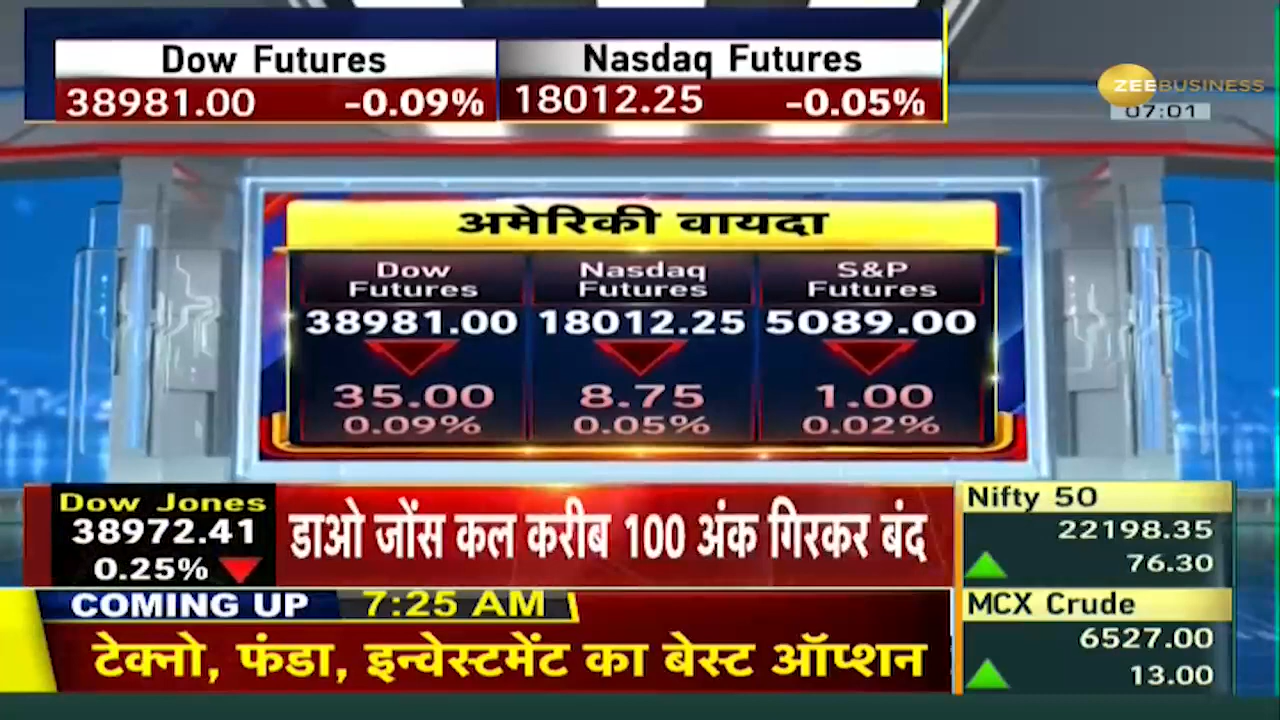 Dow Futures
38981.00 -0.09%
Nasdaq Futures
18012.25 -0.05%
ZEEBUSINESS
07:01
अमेरिकी वायदा
Dow
Futures
38981.00
35.00
0.09%
Nasdaq
Futures
18012.25
8.75
0.05%
S&P
Futures
5089.00
1.00
0.02%
Dow Jones
38972.41
0.25%
डाओ जोंस कल करीब 100 अंक गिरकर बंद
Nifty 50
22198.35
76.30
COMING UP 7:25 AM
टेक्नो, फंडा, इन्वेस्टमेंट का बेस्ट ऑप्शन
MCX Crude
6527.00
13.00